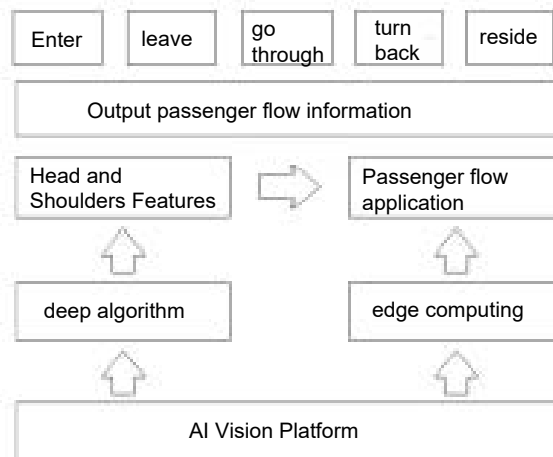 Enter
leave
go
through
turn
back
reside
Output passenger flow information
Head and
Shoulders Features
Passenger flow
application
deep algorithm
edge computing
AI Vision Platform